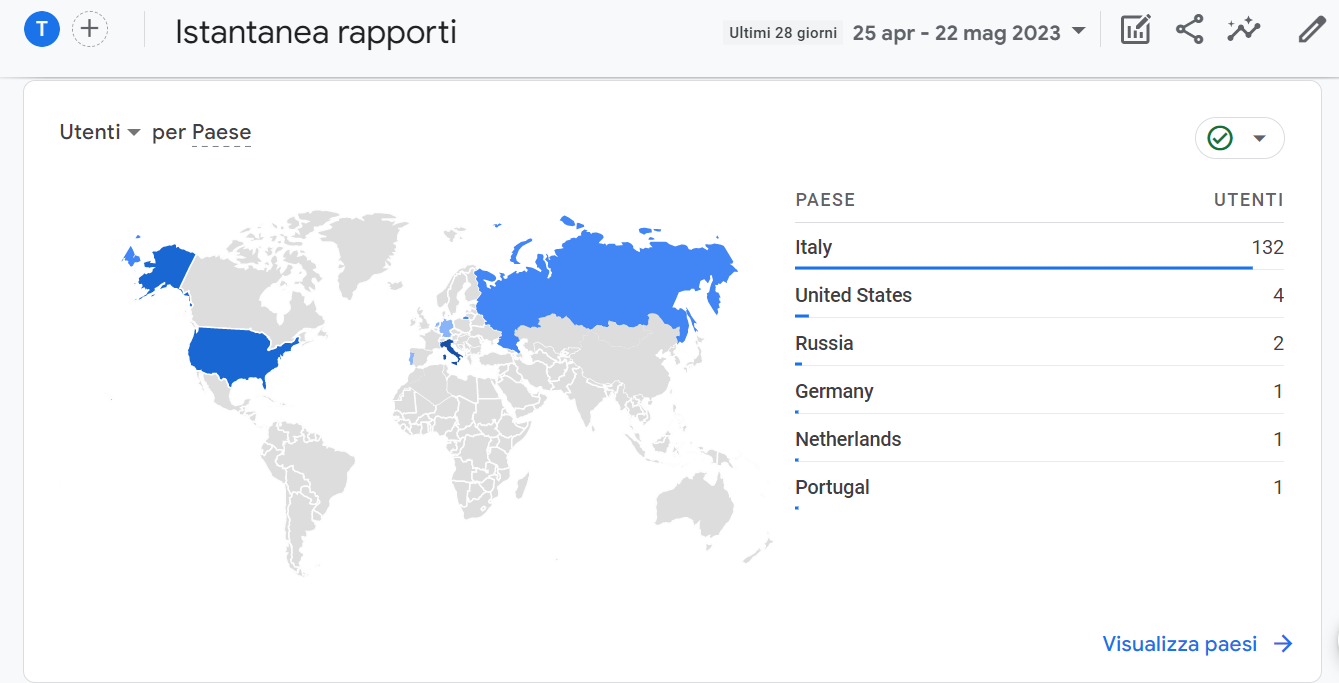 T
Istantanea rapporti
Ultimi 28 giorni 25 apr - 22 mag 2023
Utenti per Paese
PAESE UTENTI
Italy 132
United States 4
Russia 2
Germany 1
Netherlands 1
Portugal 1
Visualizza paesi